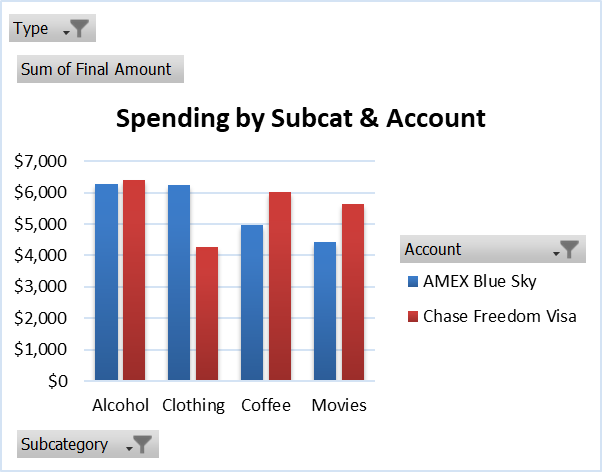 Type
Sum of Final Amount
Spending by Subcat & Account
$7,000
$6,000
$5,000
$4,000
$3,000
$2,000
$1,000
$0
Alcohol Clothing Coffee Movies
Account
AMEX Blue Sky
Chase Freedom Visa
Subcategory